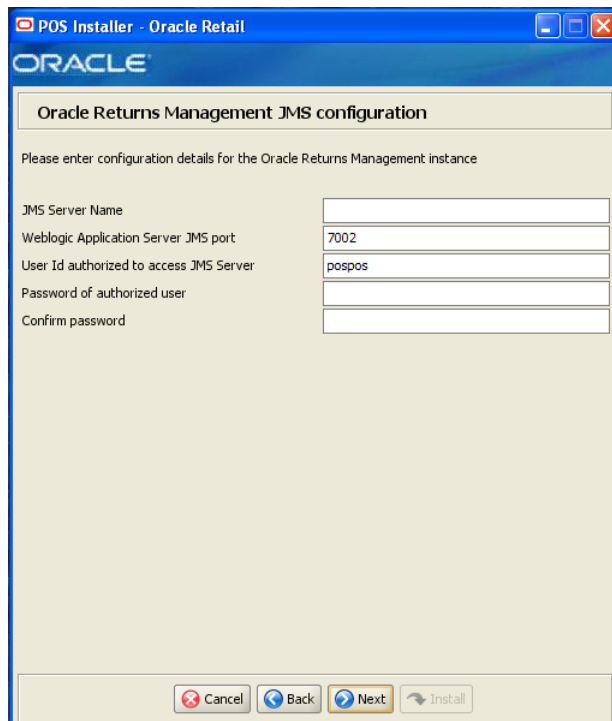 POS Installer - Oracle Retail
ORACLE
Oracle Returns Management JMS configuration
Please enter configuration details for the Oracle Returns Management instance
JMS Server Name
Weblogic Application Server JMS port 7002
User Id authorized to access JMS Server pospos
Password of authorized user
Confirm password
Cancel Back Next Install